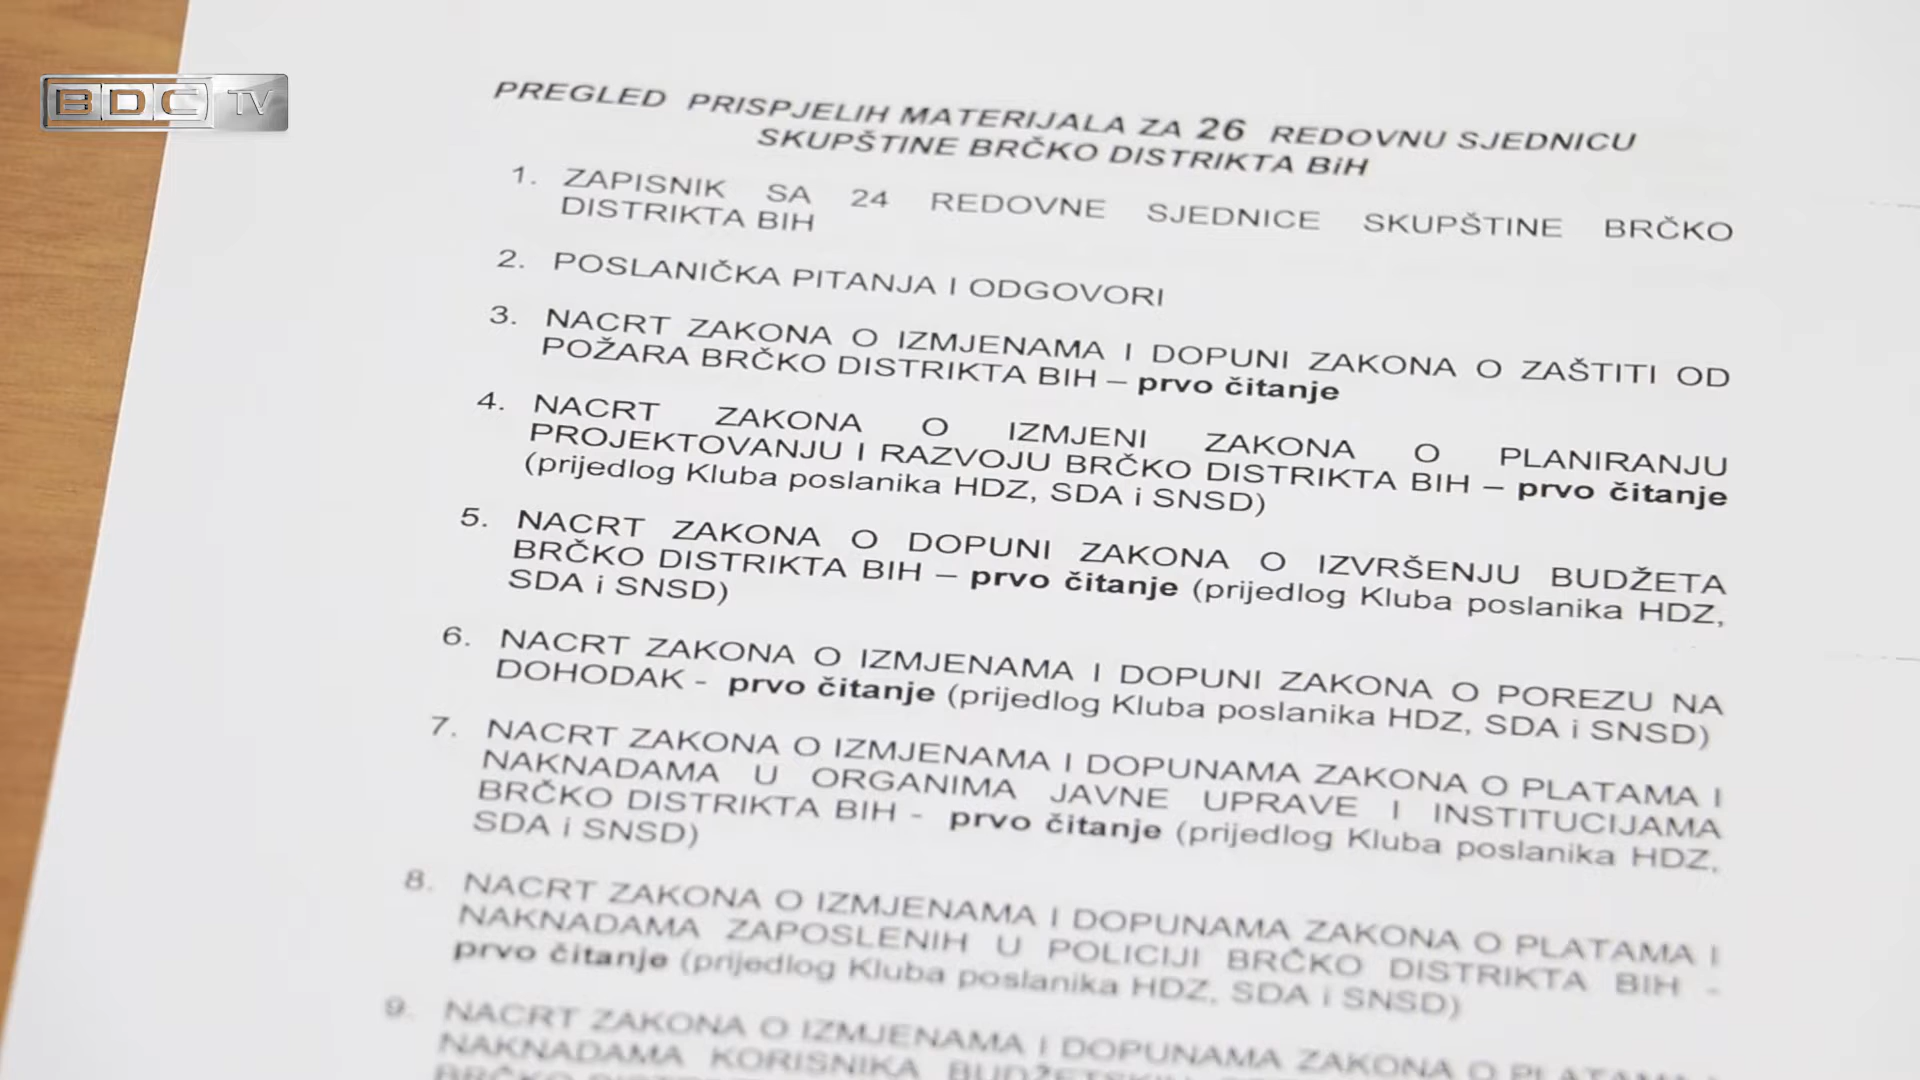 BDC TV
PREGLED PRISPJELIH MATERIJALA ZA 26 REDOVNU SJEDNICU
SKUPŠTINE BRČKO DISTRIKTA BiH
1. ZAPISNIK SA 24 REDOVNE SJEDNICE SKUPŠTINE BRČKO
DISTRIKTA BIH
2. POSLANIČKA PITANJA I ODGOVORI
3. NACRT ZAKONA O IZMJENAMA I DOPUNI ZAKONA O ZAŠTITI OD
POŽARA BRČKO DISTRIKTA BIH – prvo čitanje
4. NACRT ZAKONA O IZMJENI ZAKONA O PLANIRANJU
PROJEKTOVANJU I RAZVOJU BRČKO DISTRIKTA BIH – prvo čitanje
(prijedlog Kluba poslanika HDZ, SDA i SNSD)
5. NACRT ZAKONA O DOPUNI ZAKONA O IZVRŠENJU BUDŽETA
BRČKO DISTRIKTA BIH – prvo čitanje (prijedlog Kluba poslanika HDZ,
SDA i SNSD)
6. NACRT ZAKONA O IZMJENAMA I DOPUNI ZAKONA O POREZU NA
DOHODAK - prvo čitanje (prijedlog Kluba poslanika HDZ, SDA i SNSD)
7. NACRT ZAKONA O IZMJENAMA I DOPUNAMA ZAKONA O PLATAMA I
NAKNADAMA U ORGANIMA JAVNE UPRAVE I INSTITUCIJAMA
BRČKO DISTRIKTA BIH - prvo čitanje (prijedlog Kluba poslanika HDZ,
SDA i SNSD)
8. NACRT ZAKONA O IZMJENAMA I DOPUNAMA ZAKONA O PLATAMA I
NAKNADAMA ZAPOSLENIH U POLICIJI BRČKO DISTRIKTA BIH -
prvo čitanje (prijedlog Kluba poslanika HDZ, SDA i SNSD)
9. NACRT ZAKONA O IZMJENAMA I DOPUNAMA ZAKONA O PLATAMA
NAKNADAMA KORISNIKA
BRČKO